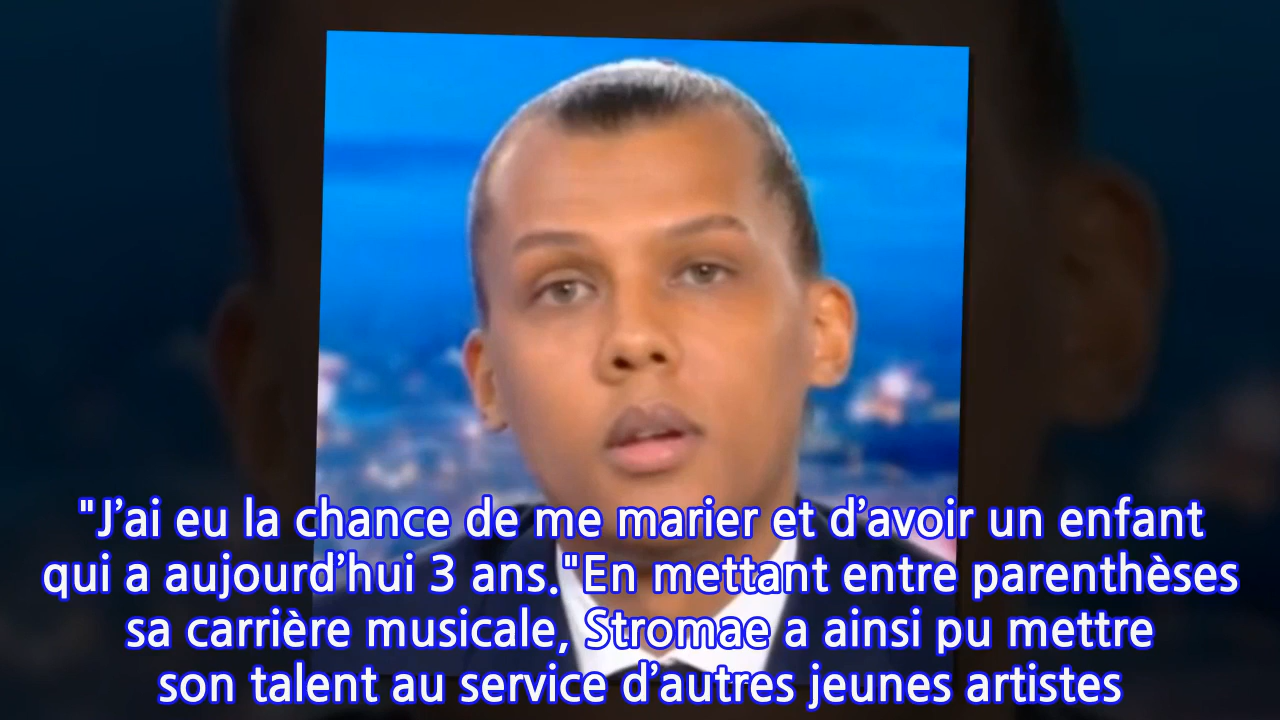 "J’ai eu la chance de me marier et d’avoir un enfant
qui a aujourd’hui 3 ans."En mettant entre parenthèses
sa carrière musicale, Stromae a ainsi pu mettre
son talent au service d’autres jeunes artistes